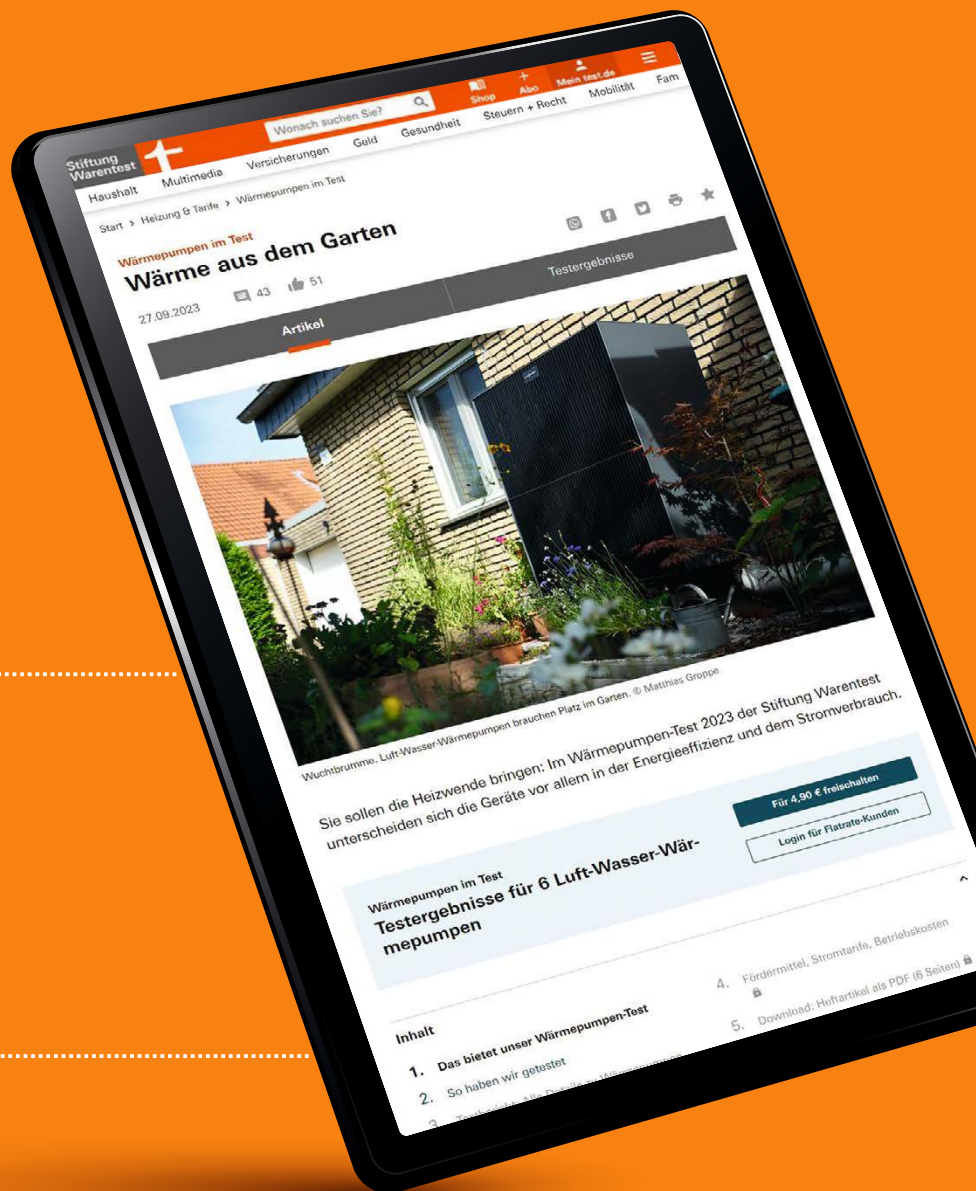 Stiftung
Warentest
Wonach suchen Sie?
Shop
Abo
Mein test.de
Haushalt Multimedia Versicherungen Geld Gesundheit Steuern + Recht Mobilität Fam
Start > Heizung & Tarife > Wärmepumpen im Test
Wärmepumpen im Test
Wärme aus dem Garten
27.09.2023 43 51
Artikel
Testergebnisse
Wuchtbrumme. Luft-Wasser-Wärmepumpen brauchen Platz im Garten. © Matthias Groppe
Sie sollen die Heizwende bringen: Im Wärmepumpen-Test 2023 der Stiftung Warentest
unterscheiden sich die Geräte vor allem in der Energieeffizienz und dem Stromverbrauch.
Wärmepumpen im Test
Testergebnisse für 6 Luft-Wasser-Wär-
mepumpen
Für 4,90 € freischalten
Login für Flatrate-Kunden
Inhalt
1. Das bietet unser Wärmepumpen-Test
2. So haben wir getestet
3. Testbericht: Alle Details zu Wärmepumpen
4. Fördermittel, Stromtarife, Betriebskosten
5. Download: Heftartikel als PDF (6 Seiten)